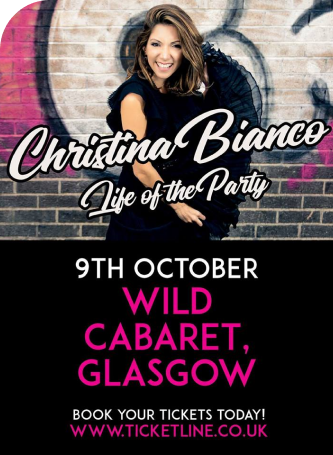 Christina Bianco
Life of the Party
9TH OCTOBER
WILD
CABARET,
GLASGOW
BOOK YOUR TICKETS TODAY!
WWW.TICKETLINE.CO.UK